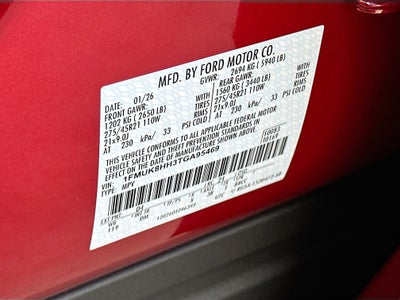 MFD. BY FORD MOTOR CO.
DATE: 01/26 GVWR: 2694 KG ( 5940 LB)
FRONT GAWR: REAR GAWR:
1202 KG ( 2650 LB) 1560 KG ( 3440 LB)
275/45R21 110W 275/45R21 110W
21x9.0J 21x9.0J
AT 230 kPa/ 33 PSI COLD AT 230 kPa/ 33 PSI COLD
THIS VEHICLE CONFORMS TO ALL APPLICABLE FEDERAL MOTOR
VEHICLE SAFETY AND THEFT PREVENTION STANDARDS IN
EFFECT ON THE DATE OF MANUFACTURE SHOWN ABOVE.
VIN: 1FMUK8HH3TGA95469
TYPE: MPV